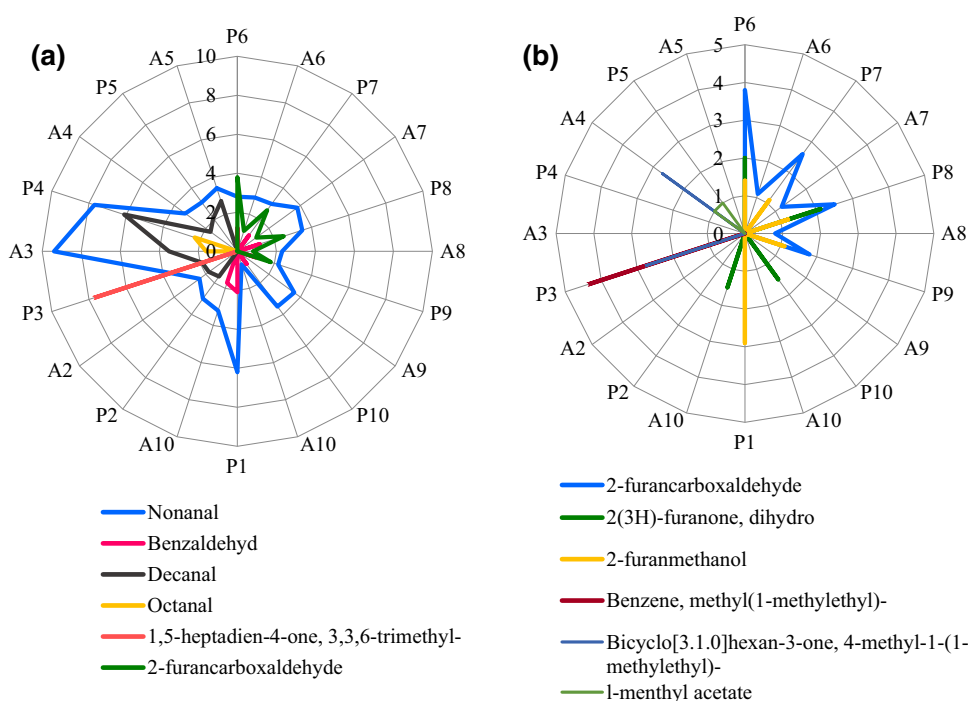 (a)
P6
A6
P7
A7
P8
A8
P9
A9
P10
A10
P1
A10
P2
A2
P3
A3
P4
A4
P5
A5
10
8
6
4
2
0
Nonanal
Benzaldehyd
Decanal
Octanal
1,5-heptadien-4-one, 3,3,6-trimethyl-
2-furancarboxaldehyde
(b)
P6
A6
P7
A7
P8
A8
P9
A9
P10
A10
P1
A10
P2
A2
P3
A3
P4
A4
P5
A5
5
4
3
2
1
0
2-furancarboxaldehyde
2(3H)-furanone, dihydro
2-furanmethanol
Benzene, methyl(1-methylethyl)-
Bicyclo[3.1.0]hexan-3-one, 4-methyl-1-(1-
methylethyl)-
l-menthyl acetate